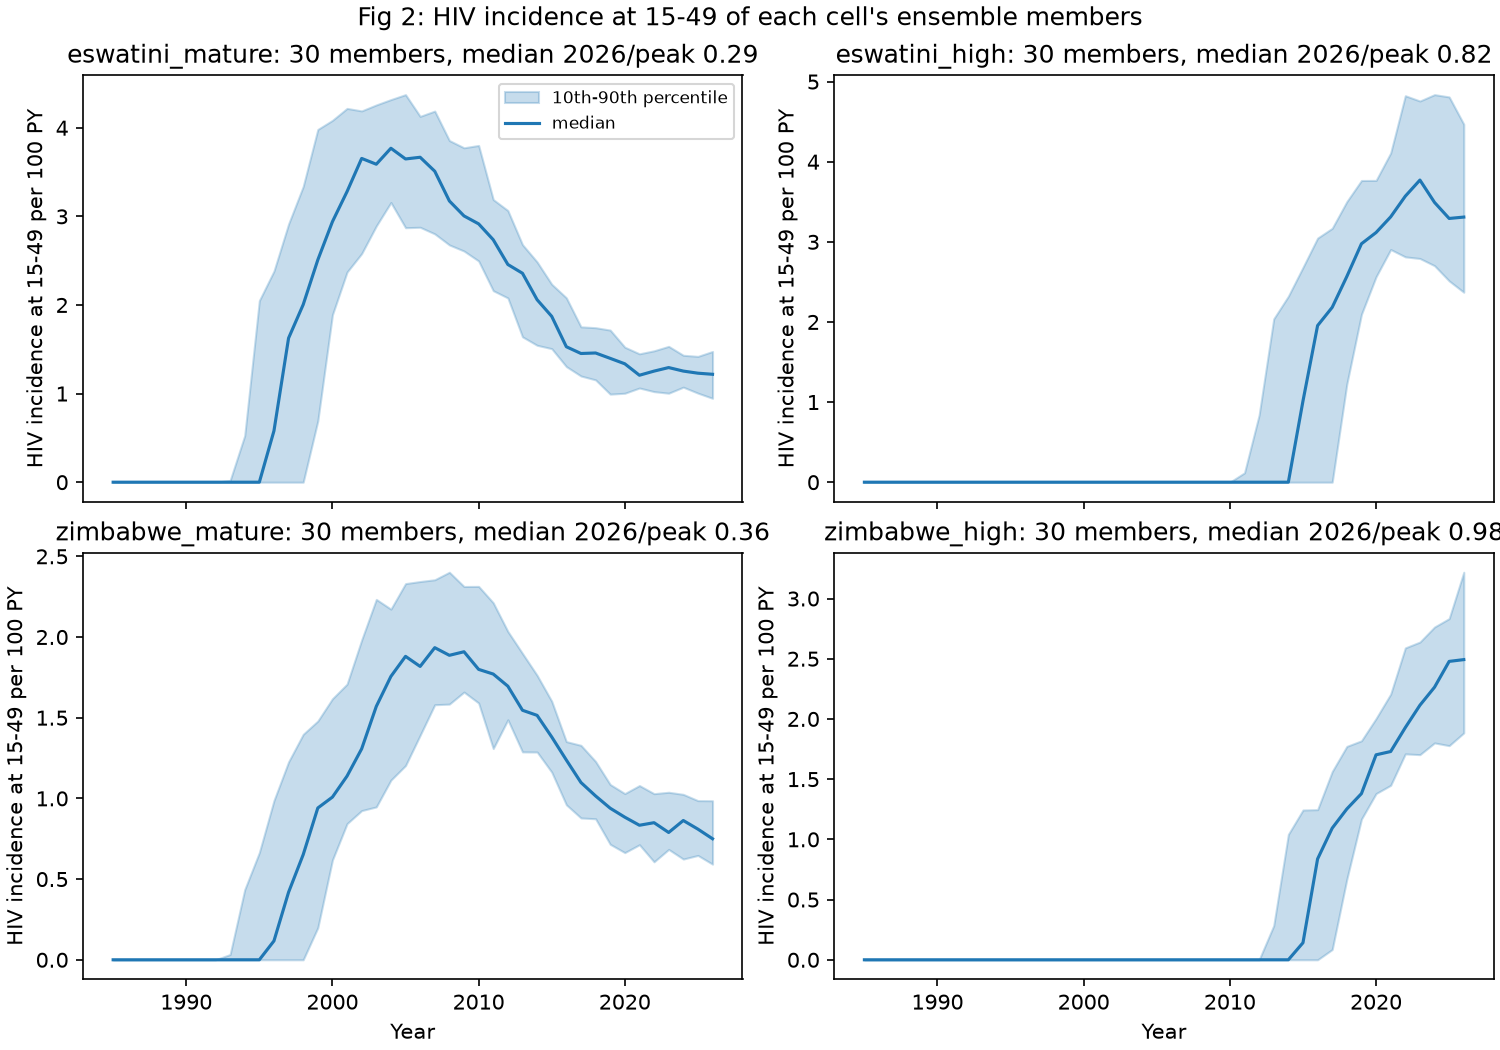 Fig 2: HIV incidence at 15-49 of each cell's ensemble members
eswatini_mature: 30 members, median 2026/peak 0.29
HIV incidence at 15-49 per 100 PY
4
3
2
1
0
10th-90th percentile
median
eswatini_high: 30 members, median 2026/peak 0.82
HIV incidence at 15-49 per 100 PY
5
4
3
2
1
0
zimbabwe_mature: 30 members, median 2026/peak 0.36
HIV incidence at 15-49 per 100 PY
2.5
2.0
1.5
1.0
0.5
0.0
1990 2000 2010 2020
Year
zimbabwe_high: 30 members, median 2026/peak 0.98
HIV incidence at 15-49 per 100 PY
3.0
2.5
2.0
1.5
1.0
0.5
0.0
1990 2000 2010 2020
Year